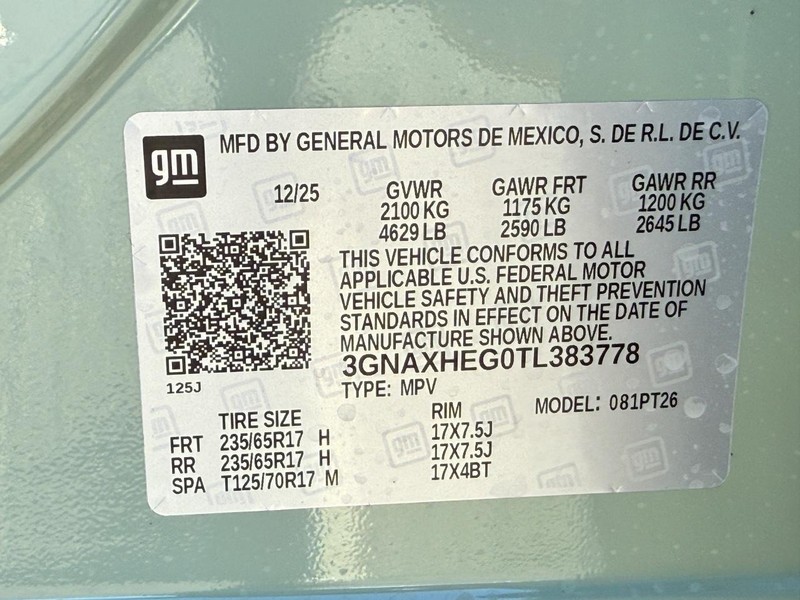 gm MFD BY GENERAL MOTORS DE MEXICO, S. DE R.L. DE C.V.
12/25 GVWR GAWR FRT GAWR RR
2100 KG 1175 KG 1200 KG
4629 LB 2590 LB 2645 LB
THIS VEHICLE CONFORMS TO ALL
APPLICABLE U.S. FEDERAL MOTOR
VEHICLE SAFETY AND THEFT PREVENTION
STANDARDS IN EFFECT ON THE DATE OF
MANUFACTURE SHOWN ABOVE.
3GNAXHEG0TL383778
125J
TYPE: MPV
MODEL: 081PT26
TIRE SIZE RIM
FRT 235/65R17 H 17X7.5J
RR 235/65R17 H 17X7.5J
SPA T125/70R17 M 17X4BT